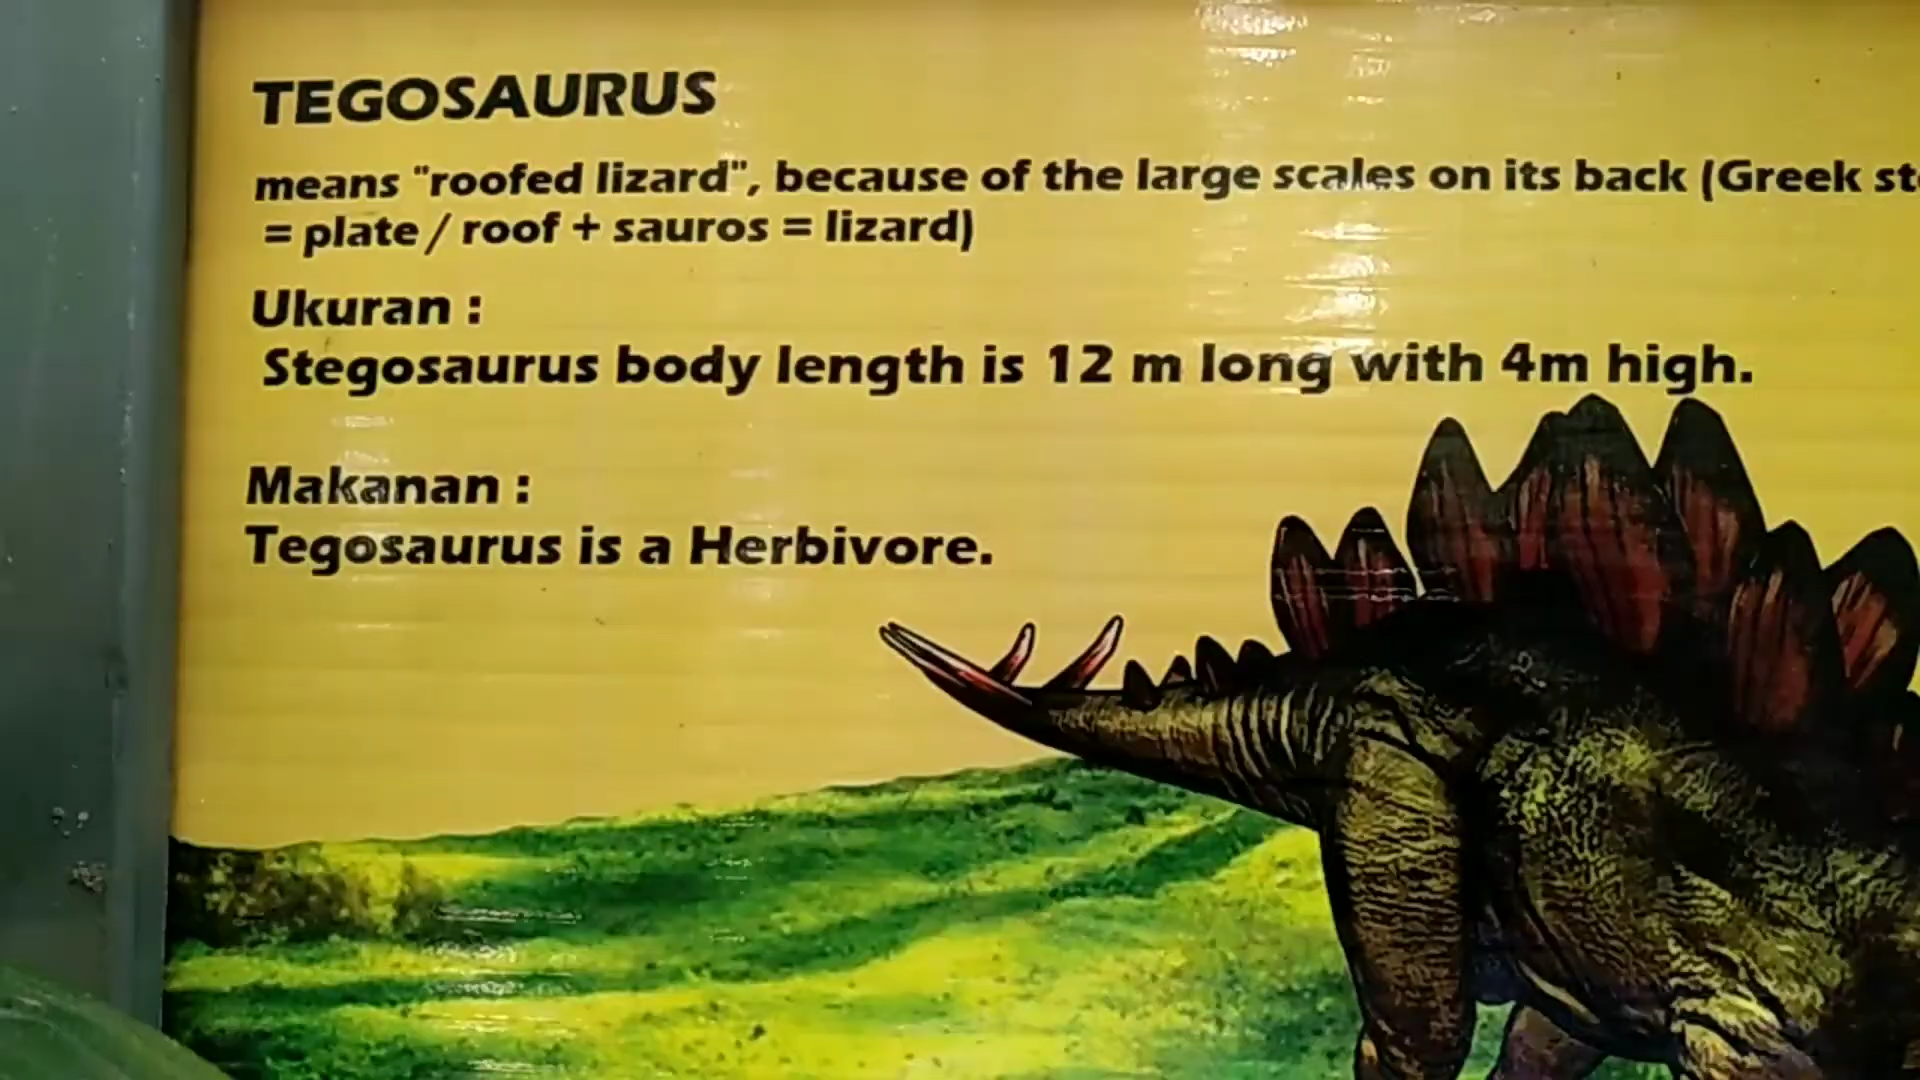 TEGOSAURUS
means "roofed lizard", because of the large scales on its back (Greek st
= plate / roof + sauros = lizard)
Ukuran :
Stegosaurus body length is 12 m long with 4m high.
Makanan :
Tegosaurus is a Herbivore.